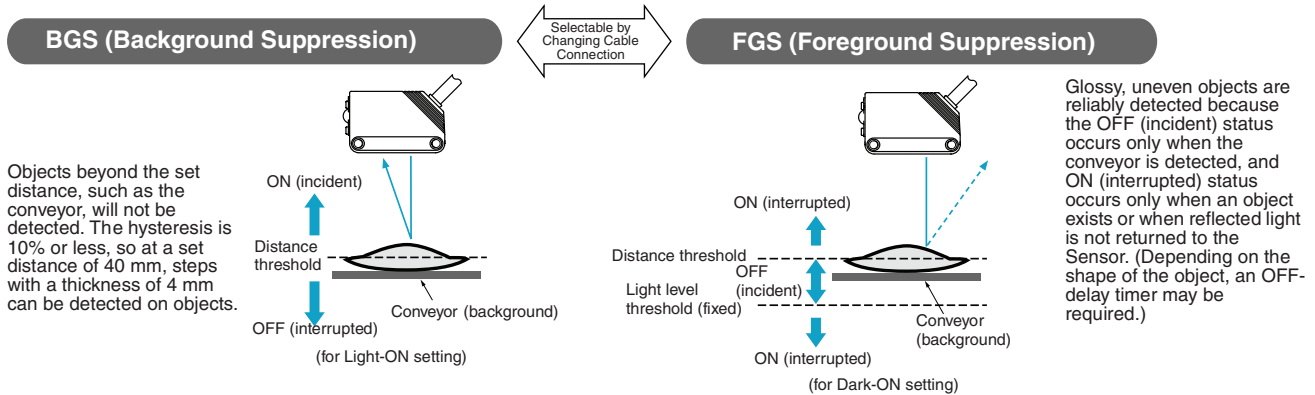 BGS (Background Suppression)
Selectable by
Changing Cable
Connection
FGS (Foreground Suppression)
Objects beyond the set
distance, such as the
conveyor, will not be
detected. The hysteresis is
10% or less, so at a set
distance of 40 mm, steps
with a thickness of 4 mm
can be detected on objects.
ON (incident)
Distance
threshold
OFF (interrupted)
Conveyor (background)
(for Light-ON setting)
ON (interrupted)
Distance threshold
OFF
(incident)
Light level
threshold (fixed)
Conveyor
(background)
ON (interrupted)
(for Dark-ON setting)
Glossy, uneven objects are
reliably detected because
the OFF (incident) status
occurs only when the
conveyor is detected, and
ON (interrupted) status
occurs only when an object
exists or when reflected light
is not returned to the
Sensor. (Depending on the
shape of the object, an OFF-
delay timer may be
required.)